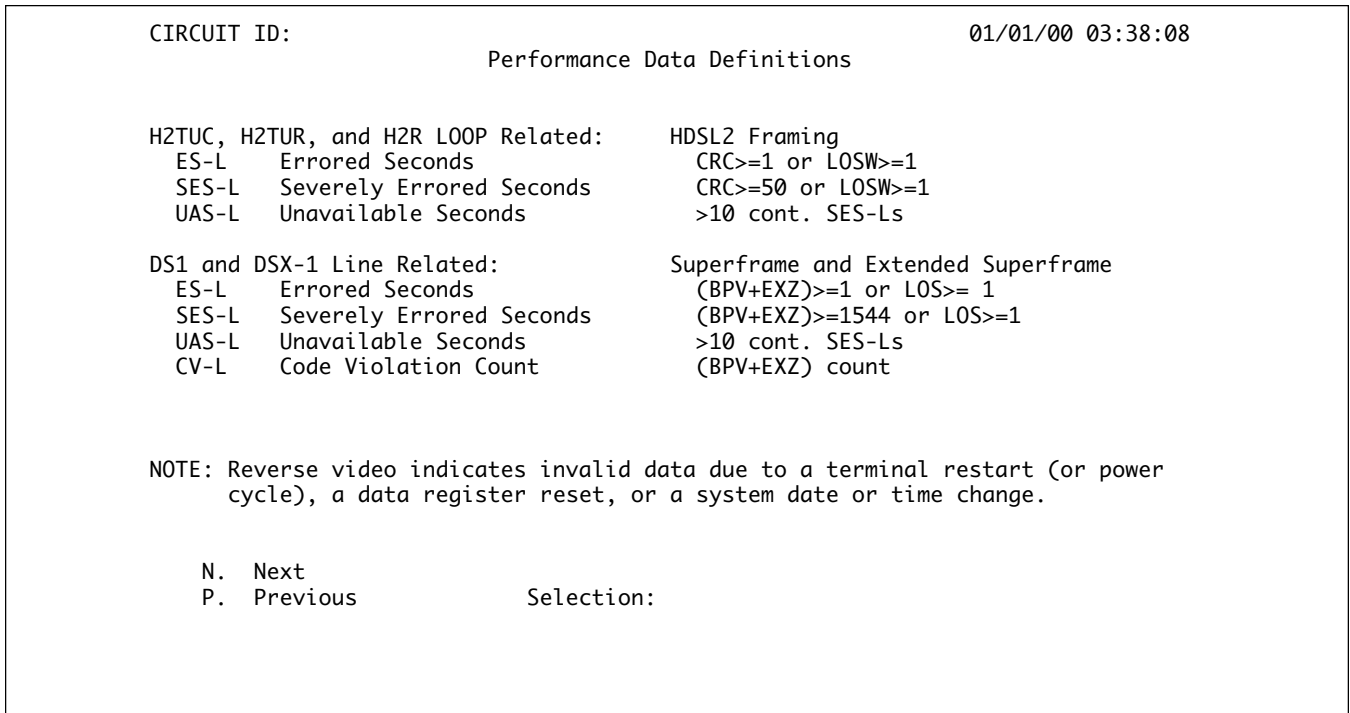 CIRCUIT ID: 01/01/00 03:38:08
Performance Data Definitions
H2TUC, H2TUR, and H2R LOOP Related: HDSL2 Framing
ES-L Errored Seconds CRC>=1 or LOSW>=1
SES-L Severely Errored Seconds CRC>=50 or LOSW>=1
UAS-L Unavailable Seconds >10 cont. SES-Ls
DS1 and DSX-1 Line Related: Superframe and Extended Superframe
ES-L Errored Seconds (BPV+EXZ)>=1 or LOS>= 1
SES-L Severely Errored Seconds (BPV+EXZ)>=1544 or LOS>=1
UAS-L Unavailable Seconds >10 cont. SES-Ls
CV-L Code Violation Count (BPV+EXZ) count
NOTE: Reverse video indicates invalid data due to a terminal restart (or power
cycle), a data register reset, or a system date or time change.
N. Next
P. Previous Selection: